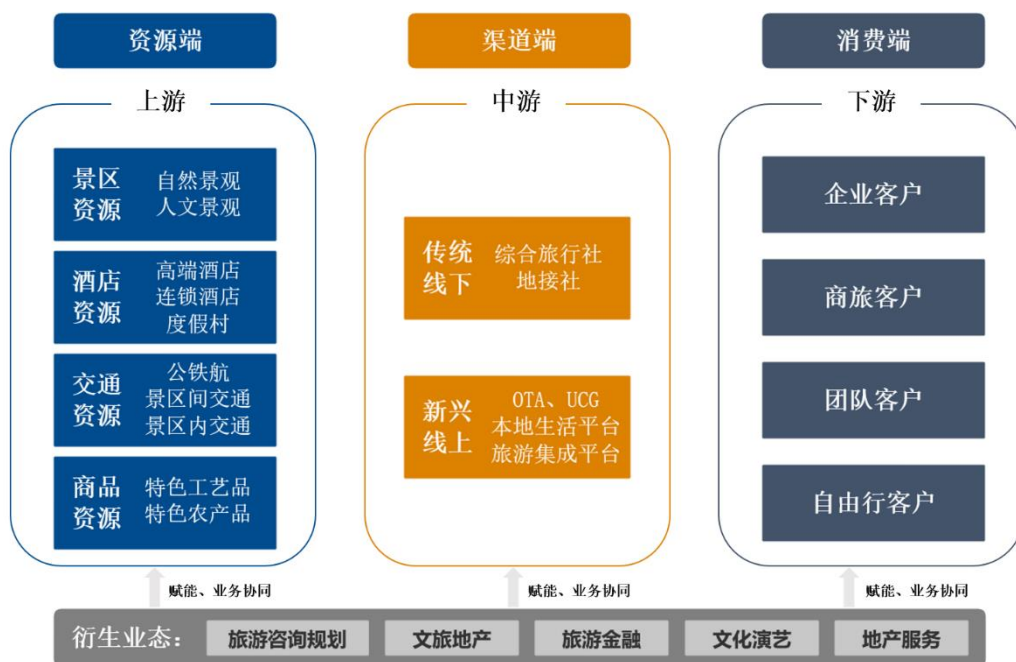 资源端
渠道端
消费端
上游
中游
下游
景区
资源
自然景观
人文景观
酒店
资源
高端酒店
连锁酒店
度假村
交通
资源
公铁航
景区间交通
景区内交通
商品
资源
特色工艺品
特色农产品
传统
线下
综合旅行社
地接社
新兴
线上
OTA、UCG
本地生活平台
旅游集成平台
企业客户
商旅客户
团队客户
自由行客户
赋能、业务协同
赋能、业务协同
赋能、业务协同
衍生业态：
旅游咨询规划
文旅地产
旅游金融
文化演艺
地产服务